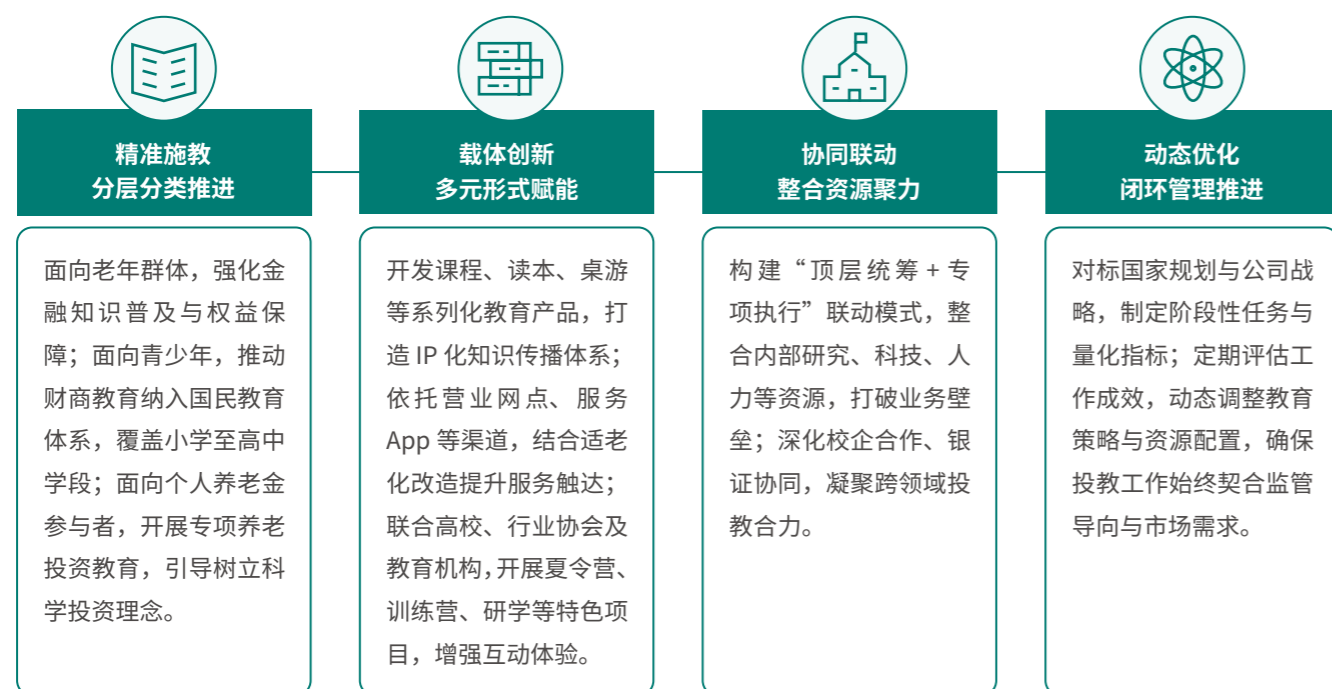 精准施教
分层分类推进
面向老年群体，强化金
融知识普及与权益保
障；面向青少年，推动
财商教育纳入国民教育
体系，覆盖小学至高中
学段；面向个人养老金
参与者，开展专项养老
投资教育，引导树立科
学投资理念。
载体创新
多元形式赋能
开发课程、读本、桌游
等系列化教育产品，打
造 IP 化知识传播体系；
依托营业网点、服务
App 等渠道，结合适老
化改造提升服务触达；
联合高校、行业协会及
教育机构，开展夏令营、
训练营、研学等特色项
目，增强互动体验。
协同联动
整合资源聚力
构建“顶层统筹 + 专
项执行”联动模式，整
合内部研究、科技、人
力等资源，打破业务壁
垒；深化校企合作、银
证协同，凝聚跨领域投
教合力。
动态优化
闭环管理推进
对标国家规划与公司战
略，制定阶段性任务与
量化指标；定期评估工
作成效，动态调整教育
策略与资源配置，确保
投教工作始终契合监管
导向与市场需求。